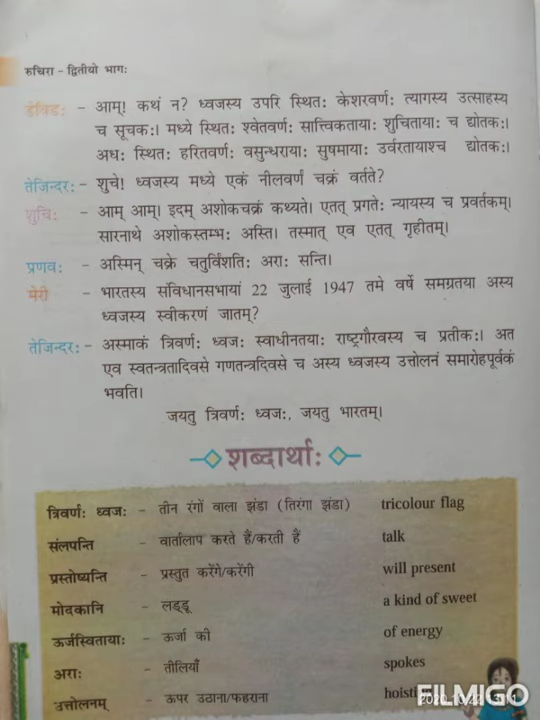 रुचिरा - द्वितीयो भागः
डेविडः - आम्! कथं न? ध्वजस्य उपरि स्थितः केशरवर्णः त्यागस्य उत्साहस्य
च सूचकः। मध्ये स्थितः श्वेतवर्णः सात्त्विकतायाः शुचितायाः च द्योतकः।
अधः स्थितः हरितवर्णः वसुन्धरायाः सुषमायाः उर्वरतायाश्च द्योतकः।
तेजिन्दरः - शुचे! ध्वजस्य मध्ये एकं नीलवर्णं चक्रं वर्तते?
शुचिः - आम् आम्। इदम् अशोकचक्रं कथ्यते। एतत् प्रगतेः न्यायस्य च प्रवर्तकम्।
सारनाथे अशोकस्तम्भः अस्ति। तस्मात् एव एतत् गृहीतम्।
प्रणवः - अस्मिन् चक्रे चतुर्विंशतिः अराः सन्ति।
मेरी - भारतस्य संविधानसभायां 22 जुलाई 1947 तमे वर्षे समग्रतया अस्य
ध्वजस्य स्वीकरणं जातम्?
तेजिन्दरः - अस्माकं त्रिवर्णः ध्वजः स्वाधीनतयाः राष्ट्रगौरवस्य च प्रतीकः। अत
एव स्वतन्त्रतादिवसे गणतन्त्रदिवसे च अस्य ध्वजस्य उत्तोलनं समारोहपूर्वकं
भवति।
जयतु त्रिवर्णः ध्वजः, जयतु भारतम्।
शब्दार्थाः
त्रिवर्णः ध्वजः - तीन रंगों वाला झंडा (तिरंगा झंडा) tricolour flag
संलपन्ति - वार्तालाप करते हैं/करती हैं talk
प्रस्तोष्यन्ति - प्रस्तुत करेंगे/करेंगी will present
मोदकानि - लड्डू a kind of sweet
ऊर्जस्वितायाः - ऊर्जा की of energy
अराः - तीलियाँ spokes
उत्तोलनम् - ऊपर उठाना/फहराना
FILMIGO